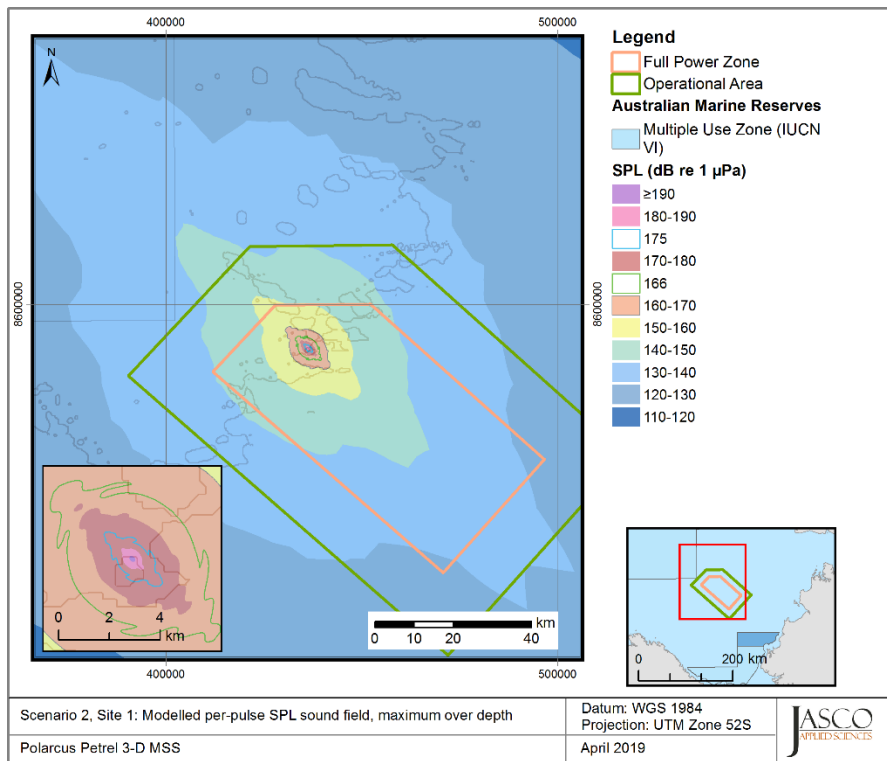 400000
500000
N
8600000
8600000
0
2
4
km
0
10
20
40
km
400000
500000
Legend
Full Power Zone
Operational Area
Australian Marine Reserves
Multiple Use Zone (IUCN
VI)
SPL (dB re 1 µPa)
≥190
180-190
175
170-180
166
160-170
150-160
140-150
130-140
120-130
110-120
0
200 km
Scenario 2, Site 1: Modelled per-pulse SPL sound field, maximum over depth
Polarcus Petrel 3-D MSS
Datum: WGS 1984
Projection: UTM Zone 52S
April 2019
JASCO
APPLIED SCIENCES